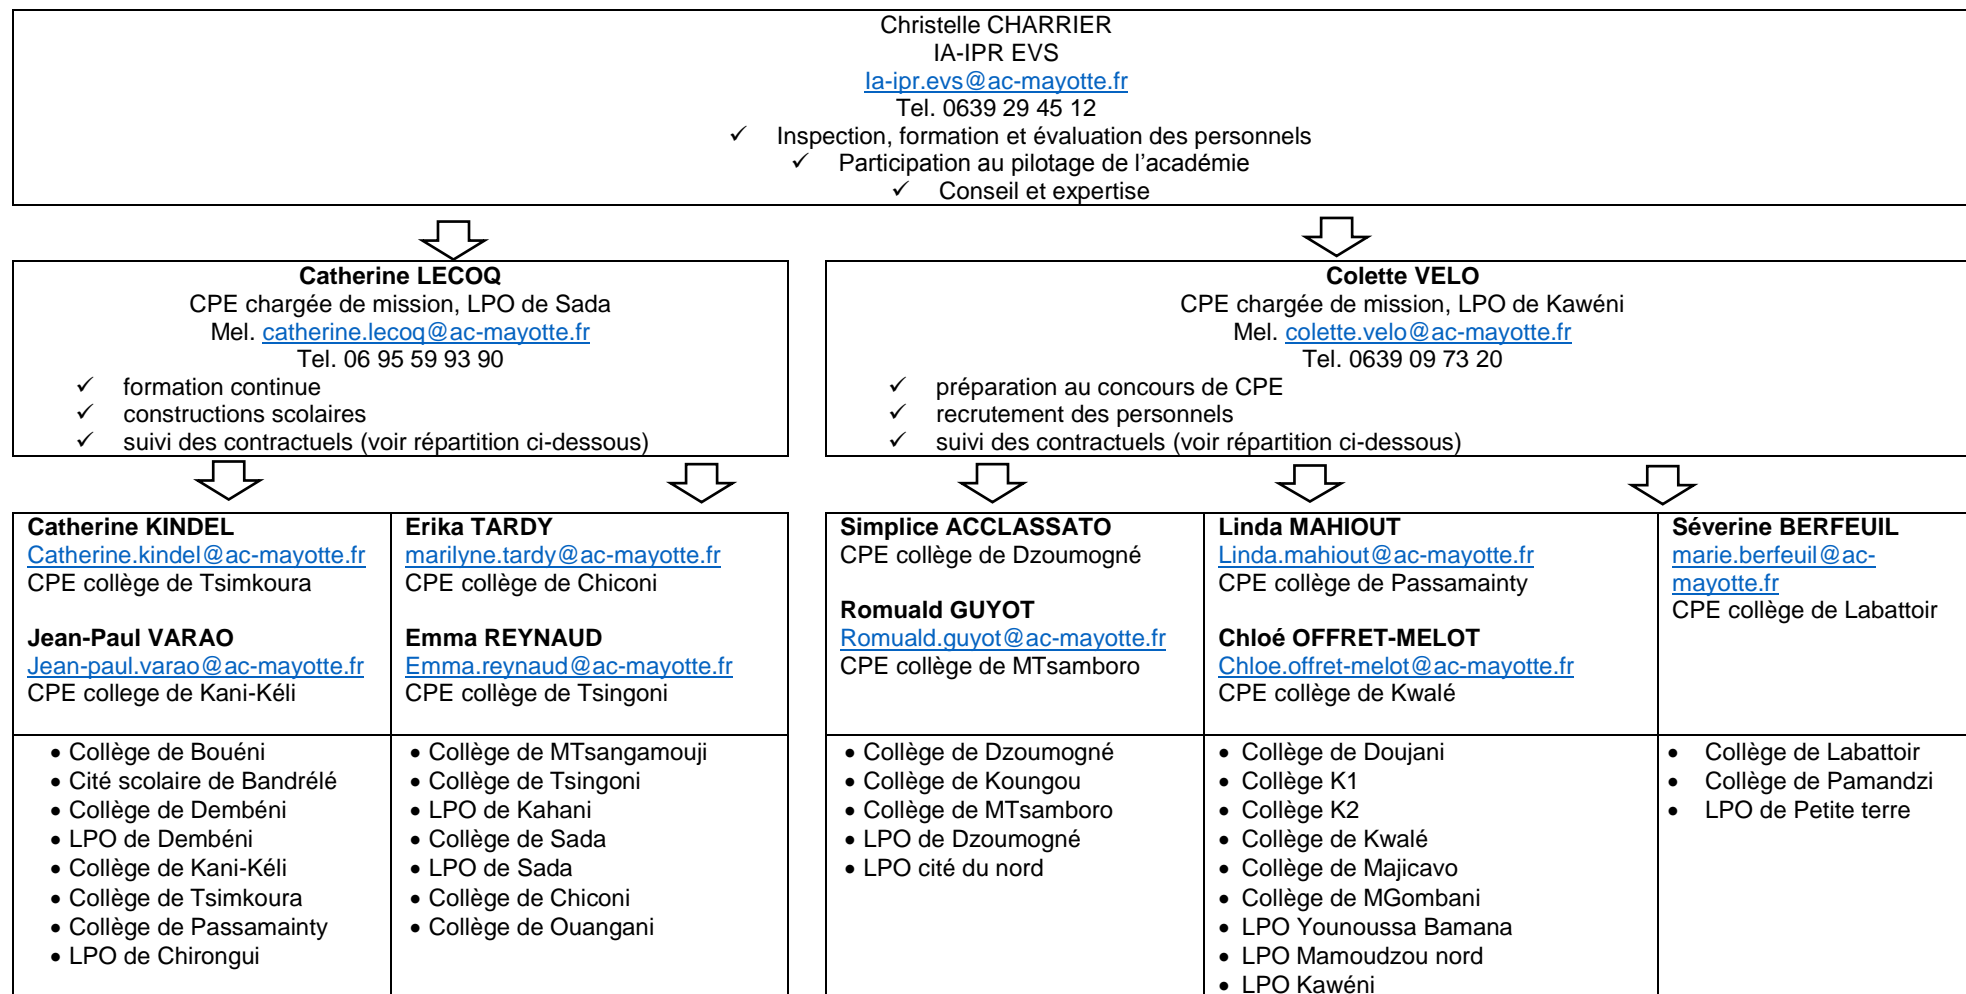 Christelle CHARRIER
IA-IPR EVS
Ia-ipr.evs@ac-mayotte.fr
Tel. 0639 29 45 12
✓ Inspection, formation et évaluation des personnels
✓ Participation au pilotage de l'académie
✓ Conseil et expertise
Catherine LECOQ
CPE chargée de mission, LPO de Sada
Mel. catherine.lecoq@ac-mayotte.fr
Tel. 06 95 59 93 90
✓ formation continue
✓ constructions scolaires
✓ suivi des contractuels (voir répartition ci-dessous)
Colette VELO
CPE chargée de mission, LPO de Kawéni
Mel. colette.velo@ac-mayotte.fr
Tel. 0639 09 73 20
✓ préparation au concours de CPE
✓ recrutement des personnels
✓ suivi des contractuels (voir répartition ci-dessous)
Catherine KINDEL
Catherine.kindel@ac-mayotte.fr
CPE collège de Tsimkoura
Jean-Paul VARAO
Jean-paul.varao@ac-mayotte.fr
CPE college de Kani-Kéli
Erika TARDY
marilyne.tardy@ac-mayotte.fr
CPE collège de Chiconi
Emma REYNAUD
Emma.reynaud@ac-mayotte.fr
CPE collège de Tsingoni
Simplice ACCLASSATO
CPE collège de Dzoumogné
Romuald GUYOT
Romuald.guyot@ac-mayotte.fr
CPE collège de MTsamboro
Linda MAHIOUT
Linda.mahiout@ac-mayotte.fr
CPE collège de Passamainty
Chloé OFFRET-MELOT
Chloe.offret-melot@ac-mayotte.fr
CPE collège de Kwalé
Séverine BERFEUIL
marie.berfeuil@ac-
mayotte.fr
CPE collège de Labattoir
• Collège de Bouéni
• Cité scolaire de Bandrélé
• Collège de Dembéni
• LPO de Dembéni
• Collège de Kani-Kéli
• Collège de Tsimkoura
• Collège de Passamainty
• LPO de Chirongui
• Collège de MTsangamouji
• Collège de Tsingoni
• LPO de Kahani
• Collège de Sada
• LPO de Sada
• Collège de Chiconi
• Collège de Ouangani
• Collège de Dzoumogné
• Collège de Koungou
• Collège de MTsamboro
• LPO de Dzoumogné
• LPO cité du nord
• Collège de Doujani
• Collège K1
• Collège K2
• Collège de Kwalé
• Collège de Majicavo
• Collège de MGombani
• LPO Younoussa Bamana
• LPO Mamoudzou nord
• LPO Kawéni
• Collège de Labattoir
• Collège de Pamandzi
• LPO de Petite terre